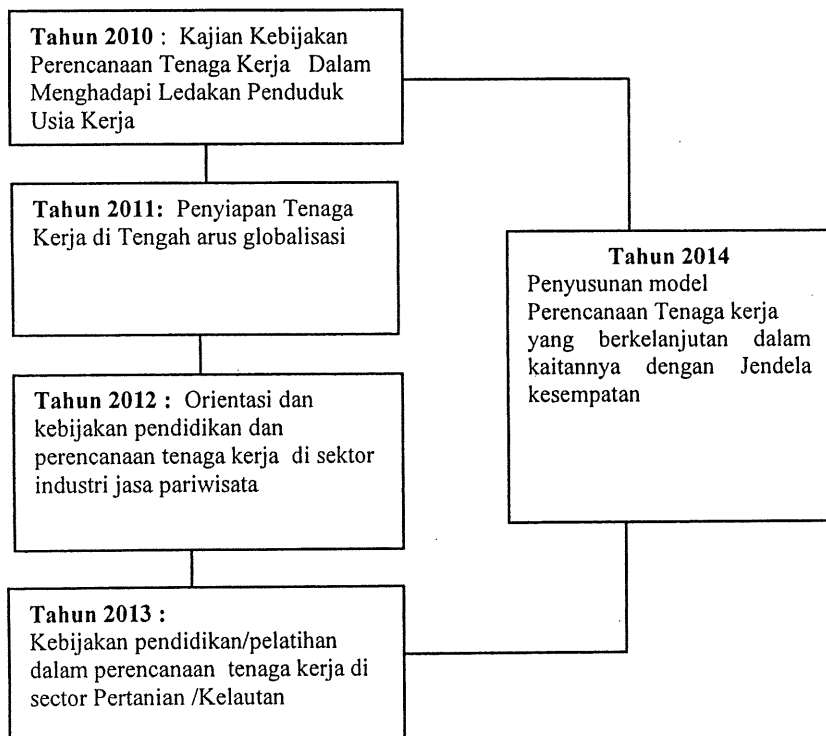 Tahun 2010 : Kajian Kebijakan
Perencanaan Tenaga Kerja Dalam
Menghadapi Ledakan Penduduk
Usia Kerja
Tahun 2011: Penyiapan Tenaga
Kerja di Tengah arus globalisasi
Tahun 2012 : Orientasi dan
kebijakan pendidikan dan
perencanaan tenaga kerja di sektor
industri jasa pariwisata
Tahun 2013 :
Kebijakan pendidikan/pelatihan
dalam perencanaan tenaga kerja di
sector Pertanian /Kelautan
Tahun 2014
Penyusunan model
Perencanaan Tenaga kerja
yang berkelanjutan dalam
kaitannya dengan Jendela
kesempatan